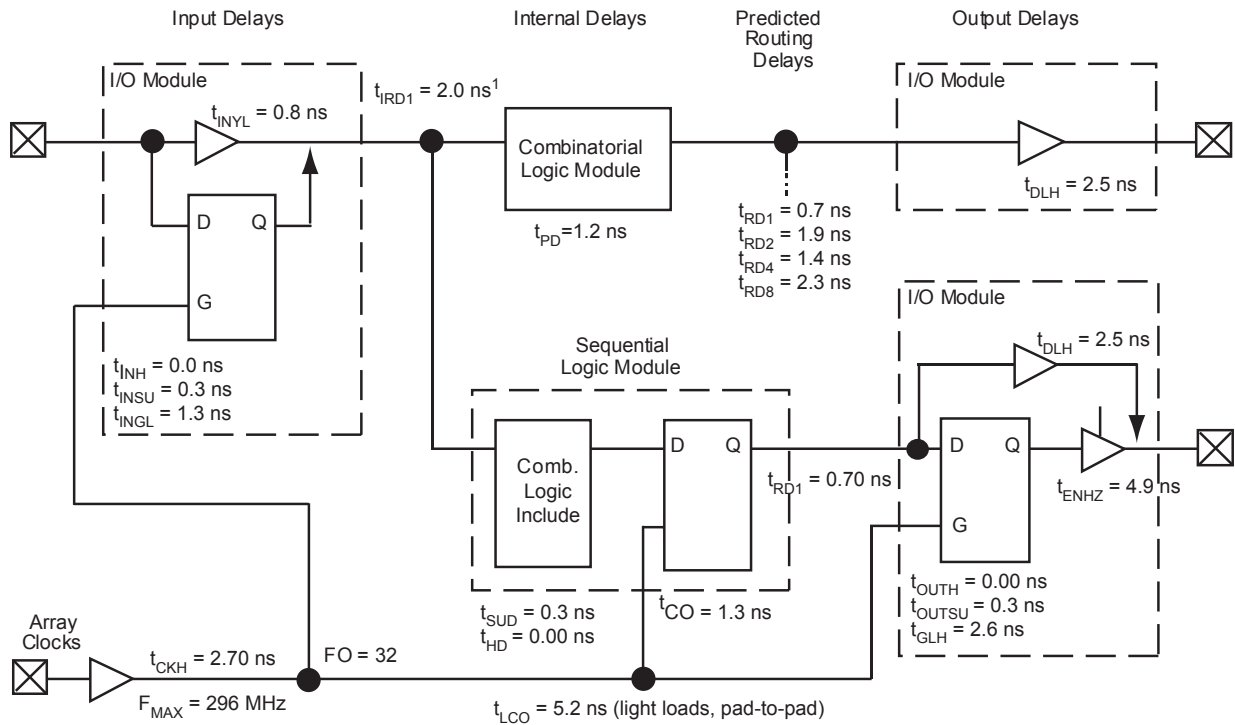 Input Delays
Internal Delays
Predicted
Routing
Delays
Output Delays
I/O Module
tINYL = 0.8 ns
tIRD1 = 2.0 ns1
Combinatorial
Logic Module
tPD=1.2 ns
tRD1 = 0.7 ns
tRD2 = 1.9 ns
tRD4 = 1.4 ns
tRD8 = 2.3 ns
I/O Module
tDLH = 2.5 ns
D
Q
G
tINH = 0.0 ns
tINSU = 0.3 ns
tINGL = 1.3 ns
Sequential
Logic Module
Comb.
Logic
Include
D
Q
tRD1 = 0.70 ns
tSUD = 0.3 ns
tHD = 0.00 ns
tCO = 1.3 ns
I/O Module
tDLH = 2.5 ns
D
Q
G
tENHZ = 4.9 ns
tOUTH = 0.00 ns
tOUTSU = 0.3 ns
tGLH = 2.6 ns
Array
Clocks
tCKH = 2.70 ns
FO = 32
FMAX = 296 MHz
tLCO = 5.2 ns (light loads, pad-to-pad)